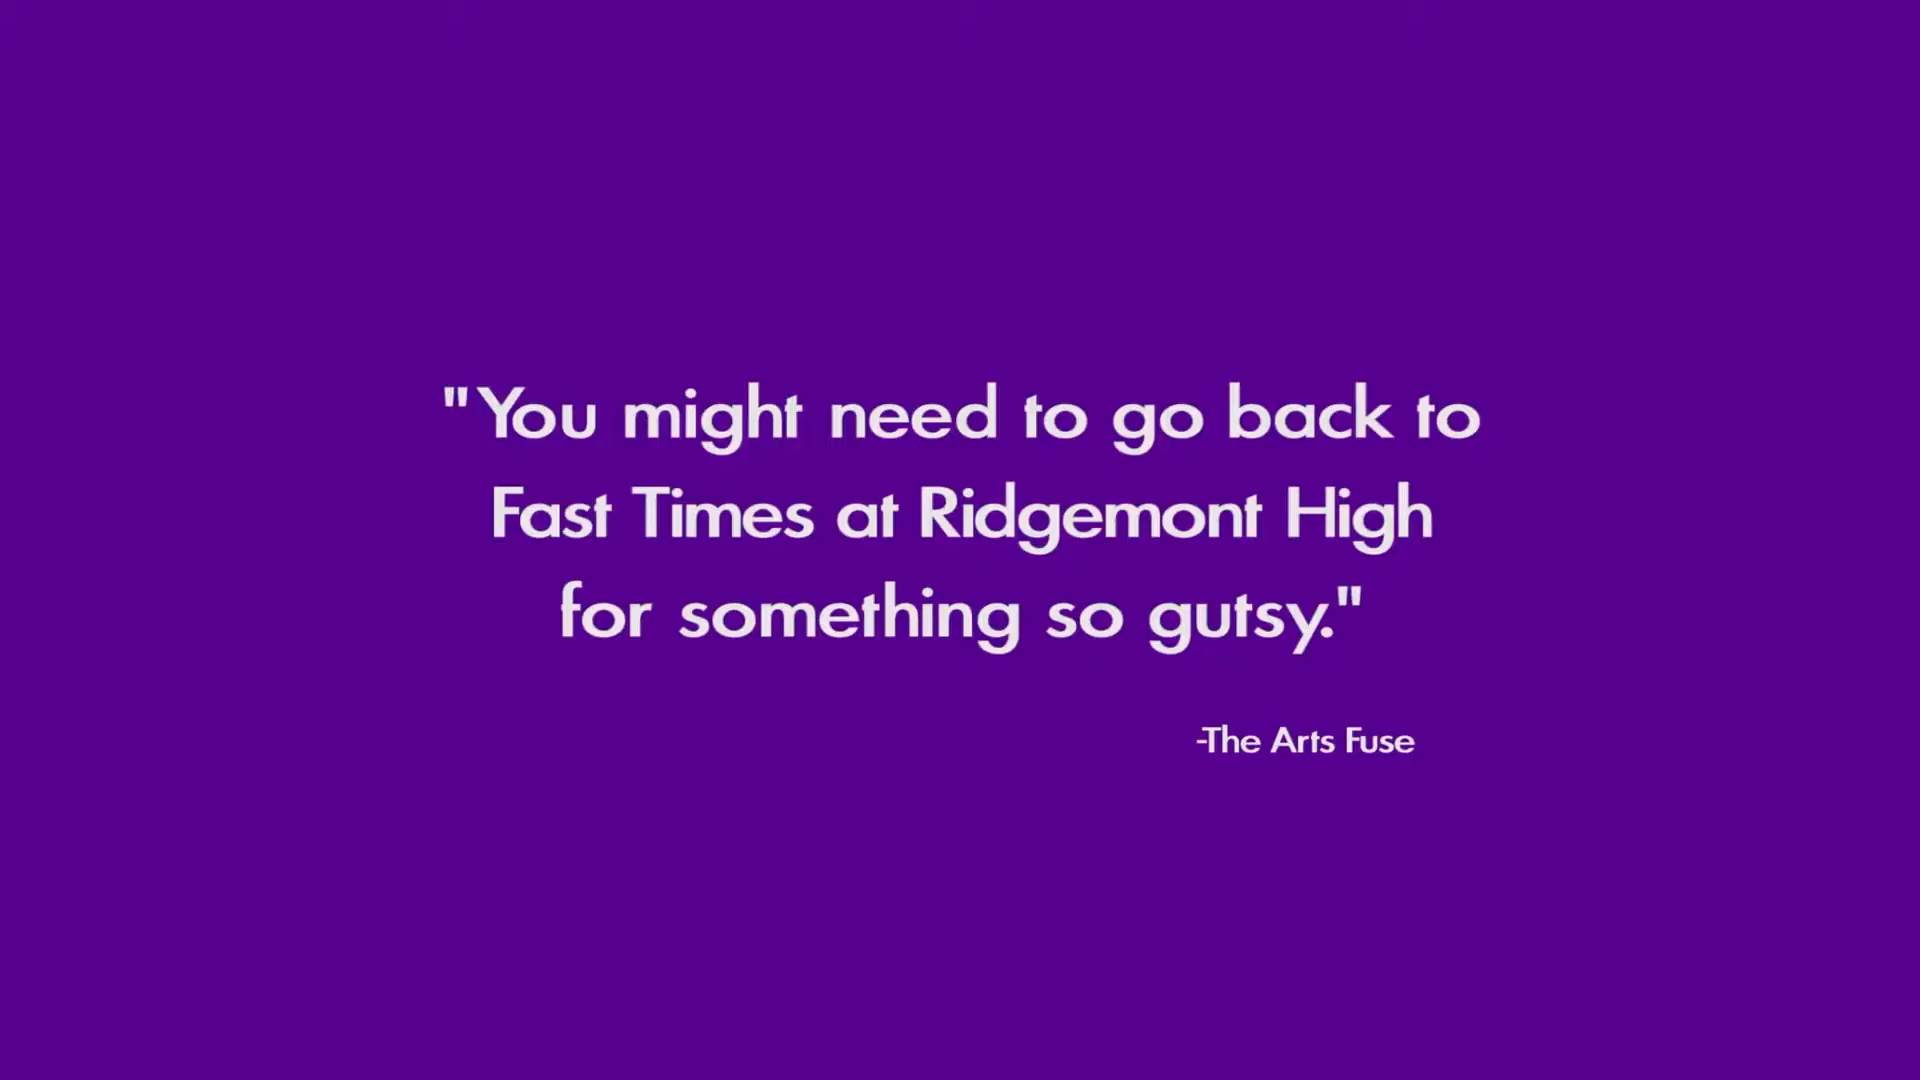 "You might need to go back to
Fast Times at Ridgemont High
for something so gutsy."
-The Arts Fuse